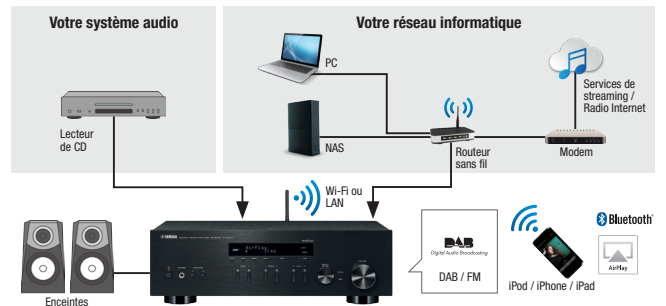 Votre système audio
Votre réseau informatique
PC
NAS
Routeur
sans fil
Modem
Services de
streaming /
Radio Internet
Lecteur
de CD
Wi-Fi ou
LAN
YAMAHA
AirPlay
DAB
Digital Audio Broadcasting
DAB / FM
Bluetooth
AirPlay
iPod / iPhone / iPad
Enceintes